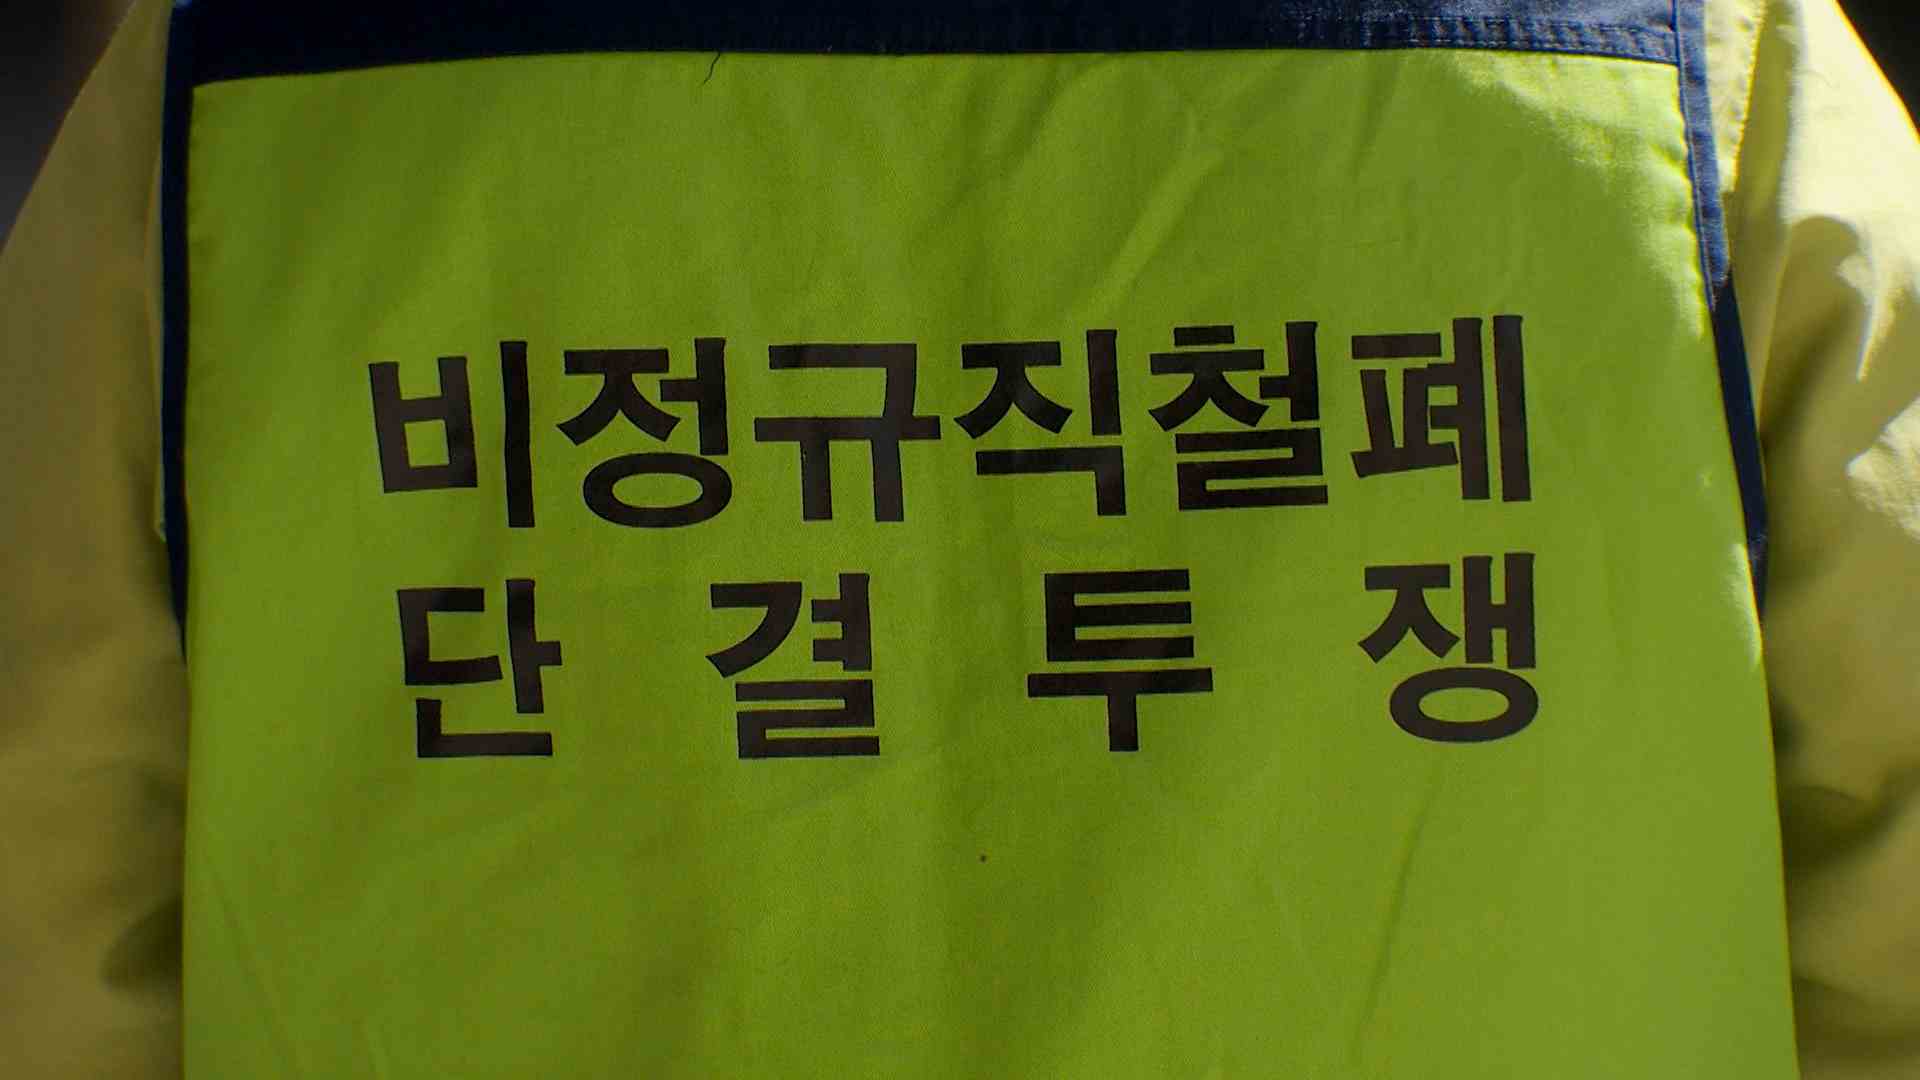 비정규직철폐
단 결 투 쟁